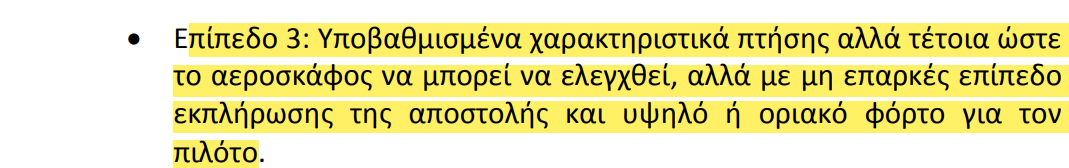 • Επίπεδο 3: Υποβαθμισμένα χαρακτηριστικά πτήσης αλλά τέτοια ώστε
το αεροσκάφος να μπορεί να ελεγχθεί, αλλά με μη επαρκές επίπεδο
εκπλήρωσης της αποστολής και υψηλό ή οριακό φόρτο για τον
πιλότο.